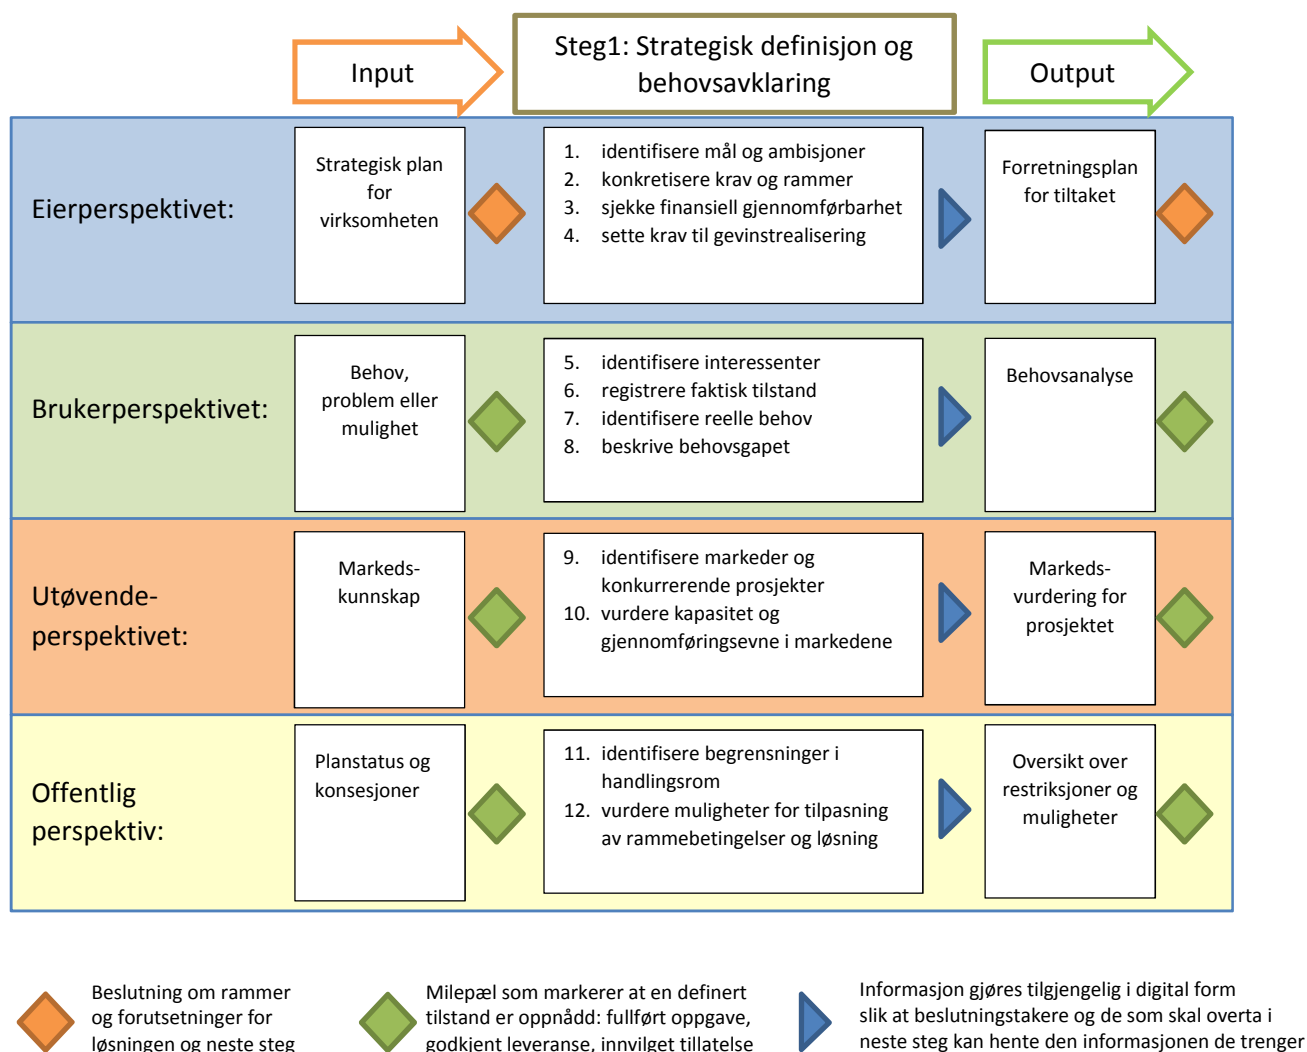 Input
Steg1: Strategisk definisjon og
behovsavklaring
Output
Eierperspektivet:
Strategisk plan
for
virksomheten
1. identifisere mål og ambisjoner
2. konkretisere krav og rammer
3. sjekke finansiell gjennomførbarhet
4. sette krav til gevinstrealisering
Forretningsplan
for tiltaket
Brukerperspektivet:
Behov,
problem eller
mulighet
5. identifisere interessenter
6. registrere faktisk tilstand
7. identifisere reelle behov
8. beskrive behovsgapet
Behovsanalyse
Utøvende-
perspektivet:
Markeds-
kunnskap
9. identifisere markeder og
konkurrerende prosjekter
10. vurdere kapasitet og
gjennomføringsevne i markedene
Markeds-
vurdering for
prosjektet
Offentlig
perspektiv:
Planstatus og
konsesjoner
11. identifisere begrensninger i
handlingsrom
12. vurdere muligheter for tilpasning
av rammebetingelser og løsning
Oversikt over
restriksjoner og
muligheter
Beslutning om rammer
og forutsetninger for
løsningen og neste steg
Milepæl som markerer at en definert
tilstand er oppnådd: fullført oppgave,
godkjent leveranse, innvilget tillatelse
Informasjon gjøres tilgjengelig i digital form
slik at beslutningstakere og de som skal overta i
neste steg kan hente den informasjonen de trenger